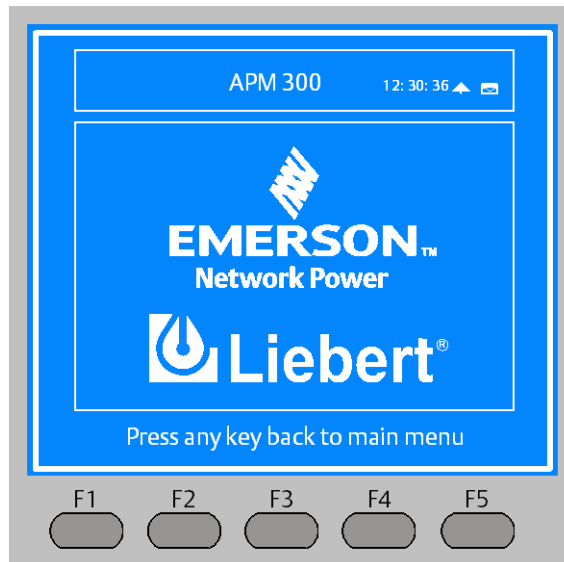 APM 300 12: 30: 36
EMERSON™
Network Power
Liebert®
Press any key back to main menu
F1 F2 F3 F4 F5